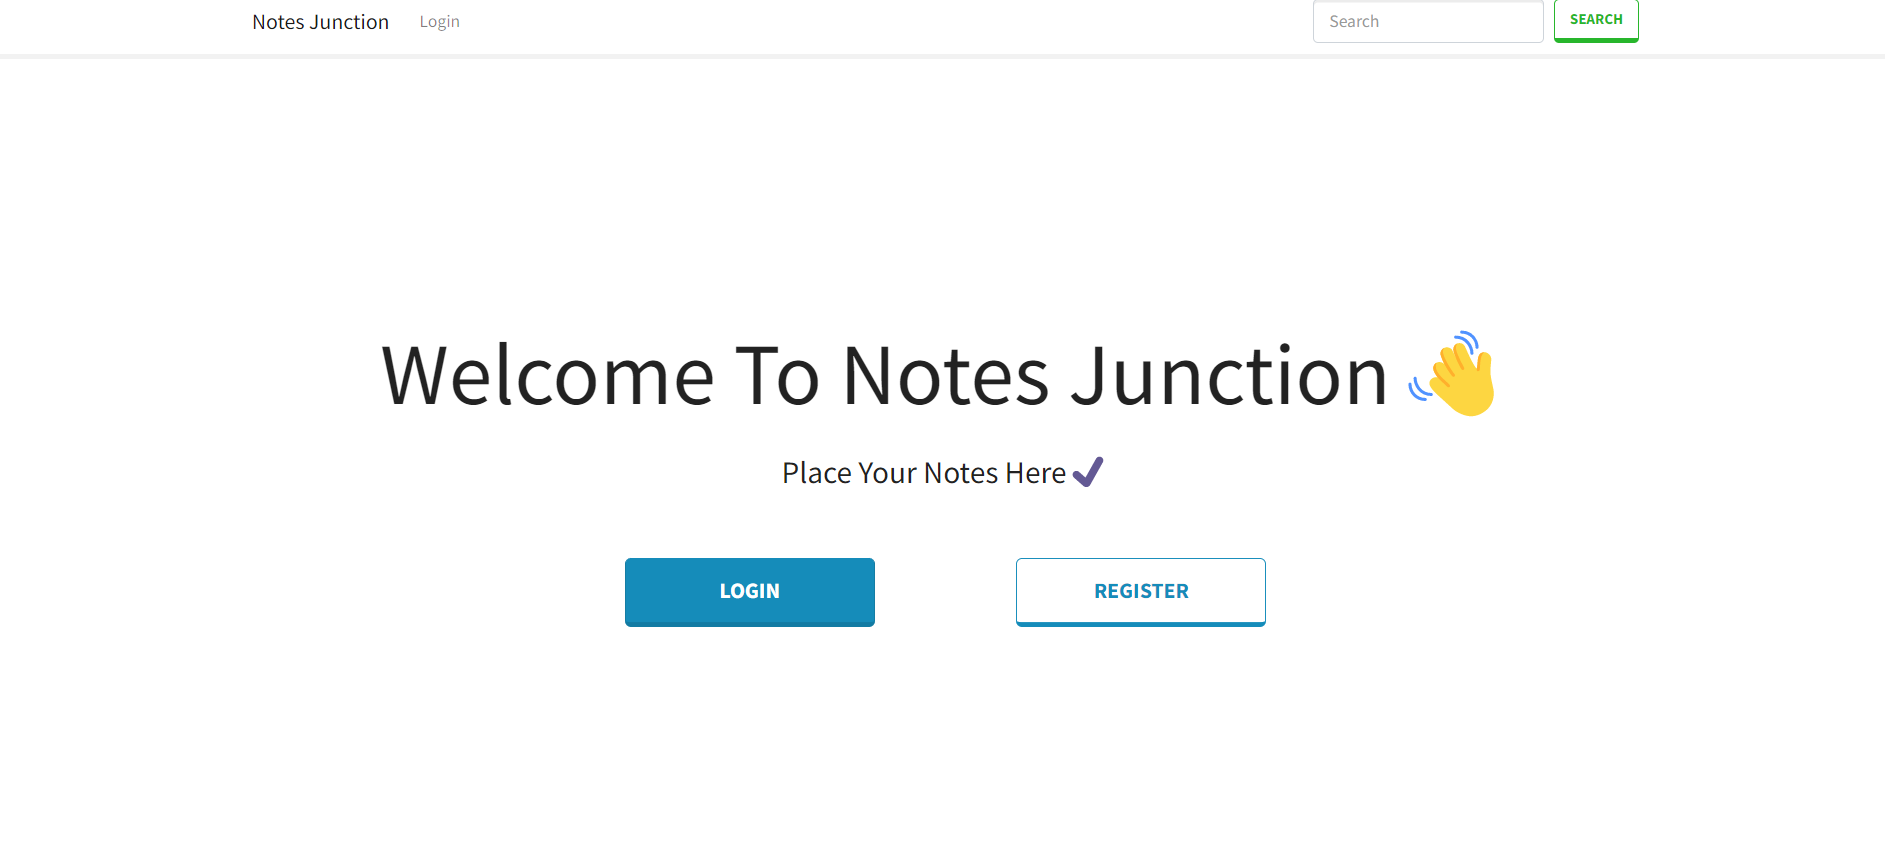 Notes Junction Login Search SEARCH
Welcome To Notes Junction 👋
Place Your Notes Here ✔
LOGIN REGISTER